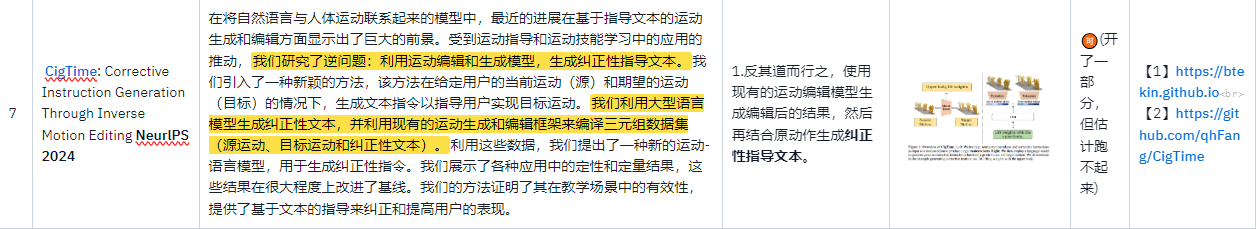 7
CigTime: Corrective
Instruction Generation
Through Inverse
Motion Editing NeurIPS
2024
在将自然语言与人体运动联系起来的模型中，最近的进展在基于指导文本的运动
生成和编辑方面显示出了巨大的前景。受到运动指导和运动技能学习中的应用的
推动，我们研究了逆问题：利用运动编辑和生成模型，生成纠正性指导文本。我
们引入了一种新颖的方法，该方法在给定用户的当前运动（源）和期望的运动
（目标）的情况下，生成文本指令以指导用户实现目标运动。我们利用大型语言
模型生成纠正性文本，并利用现有的运动生成和编辑框架来编译三元组数据集
（源运动、目标运动和纠正性文本）。利用这些数据，我们提出了一种新的运动-
语言模型，用于生成纠正性指令。我们展示了各种应用中的定性和定量结果，这
些结果在很大程度上改进了基线。我们的方法证明了其在教学场景中的有效性，
提供了基于文本的指导来纠正和提高用户的表现。
1.反其道而行之，使用
现有的运动编辑模型生
成编辑后的结果，然后
再结合原动作生成纠正
性指导文本。
可 (开
了一
部
分，
但估
计跑
不起
来)
【1】https://bte
kin.github.io<br>
【2】https://git
hub.com/qhFan
g/CigTime